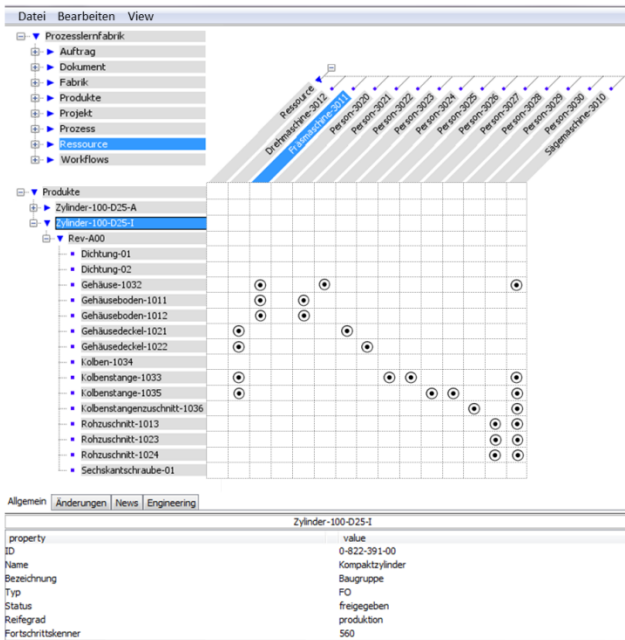 Datei Bearbeiten View
Prozesslernfabrik
Auftrag
Dokument
Fabrik
Produkte
Projekt
Prozess
Ressource
Workflows
Ressource
Drehmaschine-3012
Fräsmaschine-3011
Person-3020
Person-3021
Person-3022
Person-3023
Person-3024
Person-3025
Person-3026
Person-3027
Person-3028
Person-3029
Person-3030
Sägemaschine-3010
Produkte
Zylinder-100-D25-A
Zylinder-100-D25-I
Rev-A00
Dichtung-01
Dichtung-02
Gehäuse-1032
Gehäuseboden-1011
Gehäuseboden-1012
Gehäusedeckel-1021
Gehäusedeckel-1022
Kolben-1034
Kolbenstange-1033
Kolbenstange-1035
Kolbenstangenzuschnitt-1036
Rohzuschnitt-1013
Rohzuschnitt-1023
Rohzuschnitt-1024
Sechskantschraube-01
Allgemein Änderungen News Engineering
Zylinder-100-D25-I
property value
ID 0-822-391-00
Name Kompaktzylinder
Bezeichnung Baugruppe
Typ FO
Status freigegeben
Reifegrad produktion
Fortschrittskenner 560